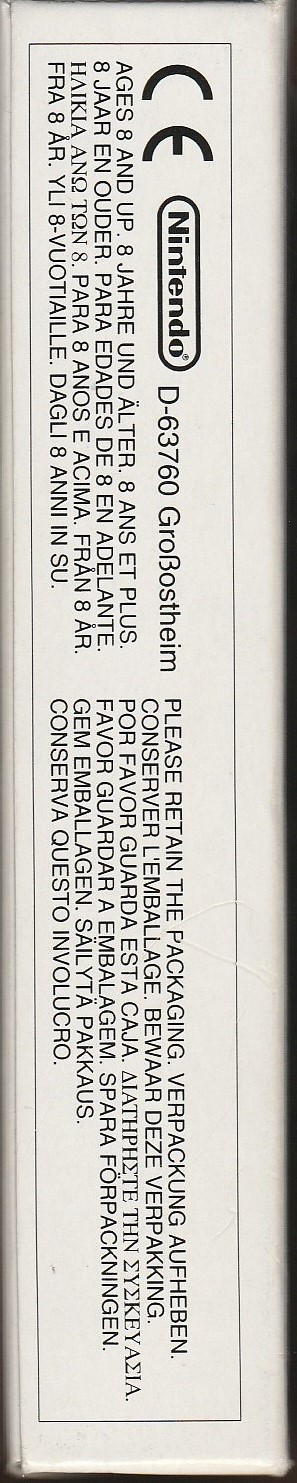 CE
Nintendo® D-63760 Großostheim
AGES 8 AND UP. 8 JAHRE UND ÄLTER. 8 ANS ET PLUS.
8 JAAR EN OUDER. PARA EDADES DE 8 EN ADELANTE.
ΗΛΙΚΙΑ ΑΝΩ ΤΩΝ 8. PARA 8 ANOS E ACIMA. FRÅN 8 ÅR.
FRA 8 ÅR. YLI 8-VUOTIAILLE. DAGLI 8 ANNI IN SU.
PLEASE RETAIN THE PACKAGING. VERPACKUNG AUFHEBEN.
CONSERVER L'EMBALLAGE. BEWAAR DEZE VERPAKKING.
POR FAVOR GUARDA ESTA CAJA. ΔΙΑΤΗΡΗΣΤΕ ΤΗΝ ΣΥΣΚΕΥΑΣΙΑ.
FAVOR GUARDAR A EMBALAGEM. SPARA FÖRPACKNINGEN.
GEM EMBALLAGEN. SÄILYTÄ PAKKAUS.
CONSERVA QUESTO INVOLUCRO.